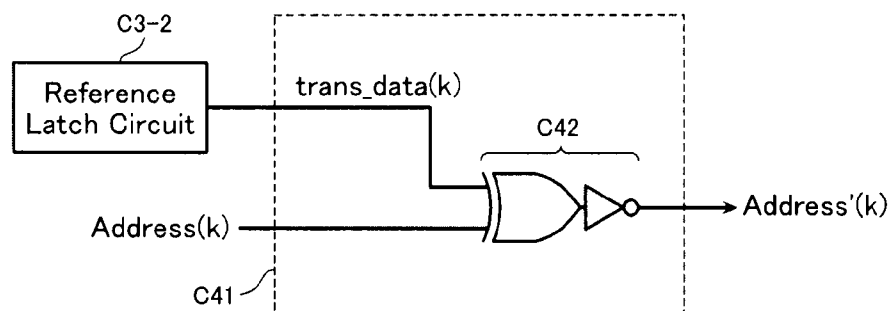 C3-2
Reference
Latch Circuit
trans_data(k)
C42
Address(k)
Address'(k)
C41